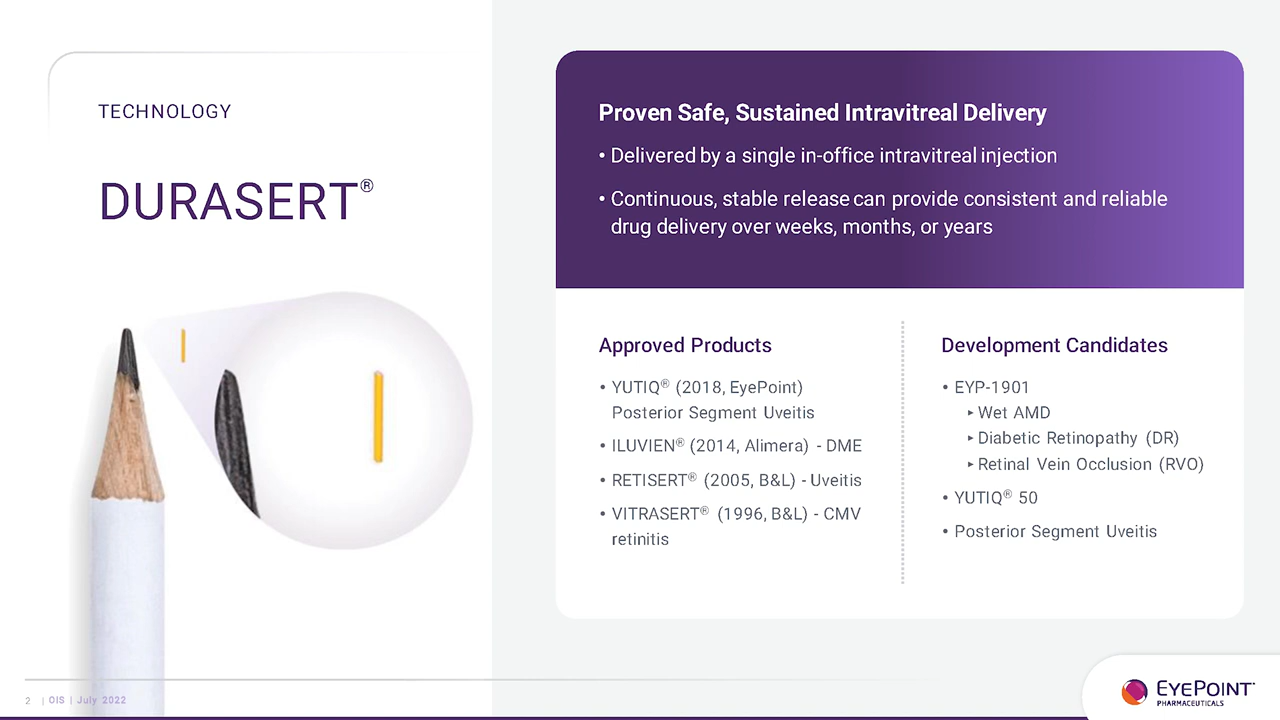 TECHNOLOGY
DURASERT®
Proven Safe, Sustained Intravitreal Delivery
• Delivered by a single in-office intravitreal injection
• Continuous, stable release can provide consistent and reliable
drug delivery over weeks, months, or years
Approved Products
• YUTIQ® (2018, EyePoint)
Posterior Segment Uveitis
• ILUVIEN® (2014, Alimera) - DME
• RETISERT® (2005, B&L) - Uveitis
• VITRASERT® (1996, B&L) - CMV
retinitis
Development Candidates
• EYP-1901
▸ Wet AMD
▸ Diabetic Retinopathy (DR)
▸ Retinal Vein Occlusion (RVO)
• YUTIQ® 50
• Posterior Segment Uveitis
2 | OIS | July 2022
EYEPOINT
PHARMACEUTICALS